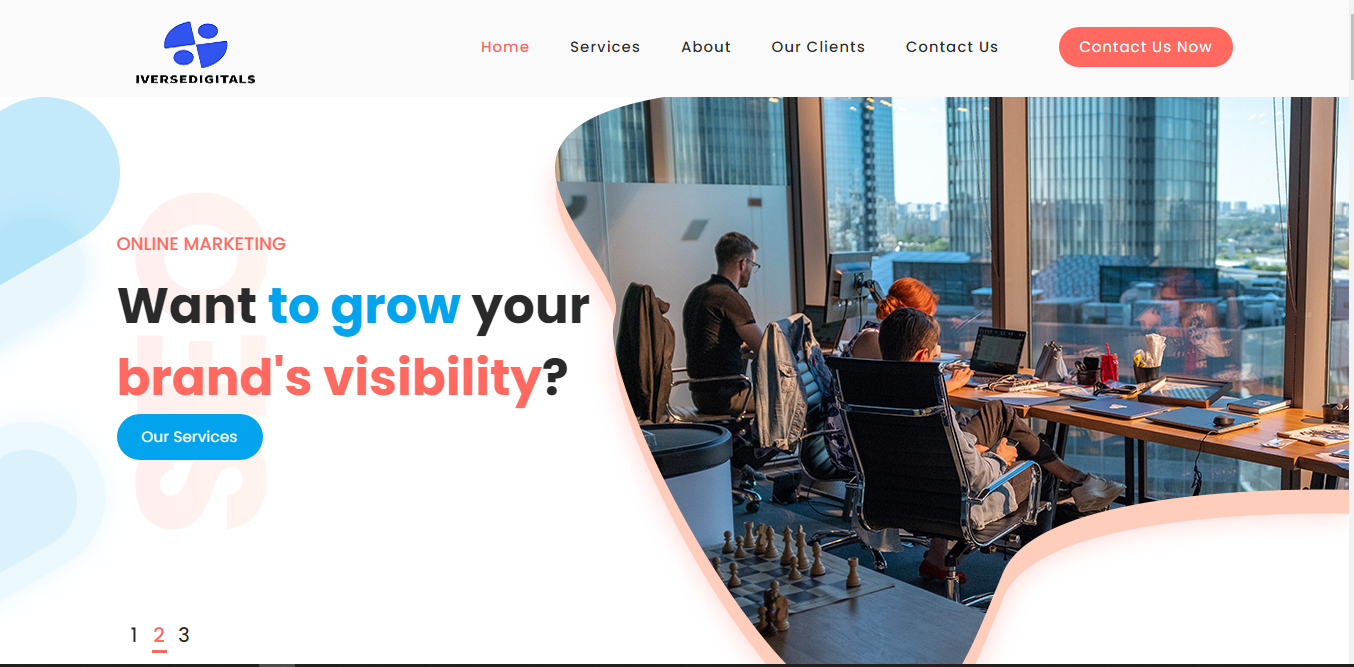 IVERSEDIGITALS
Home Services About Our Clients Contact Us Contact Us Now
SEO
ONLINE MARKETING
Want to grow your
brand's visibility?
Our Services
1 2 3